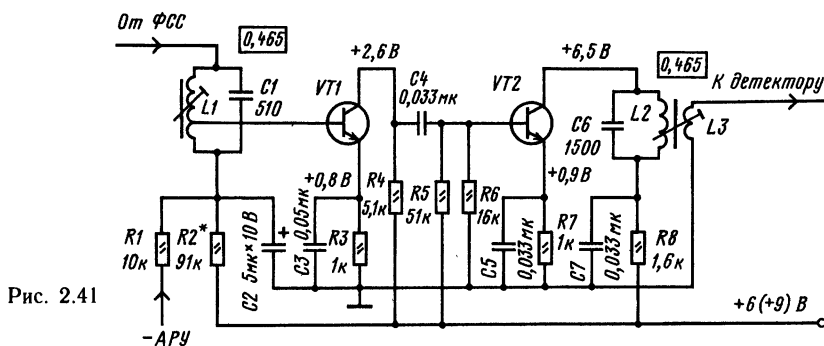 От ФСС
0,465
+2,6 В
+6,5 В
0,465
К детектору
C1
510
L1
VT1
C4
0,033мк
VT2
C6
1500
L2
L3
+0,8 В
+0,9 В
R1
10к
R2*
91к
C2 5мк×10В
+
C3 0,05мк
R3
1к
R4
5,1к
R5
51к
R6
16к
C5 0,033мк
R7
1к
C7 0,033мк
R8
1,6к
Рис. 2.41
-АРУ
+6(+9) В